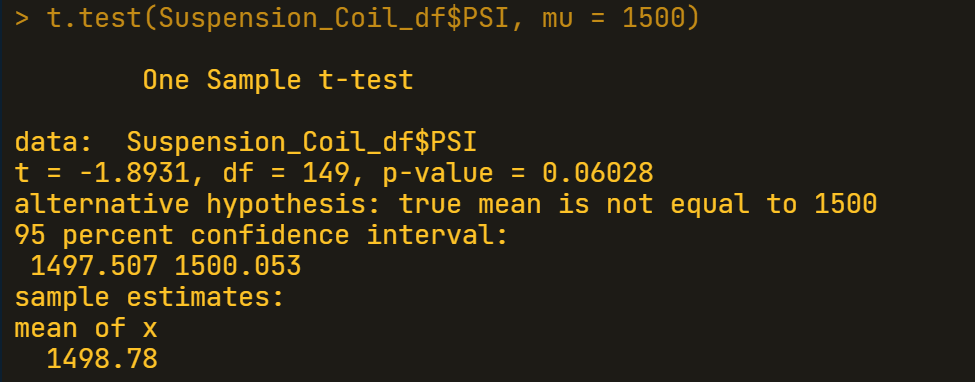 > t.test(Suspension_Coil_df$PSI, mu = 1500)
One Sample t-test
data:  Suspension_Coil_df$PSI
t = -1.8931, df = 149, p-value = 0.06028
alternative hypothesis: true mean is not equal to 1500
95 percent confidence interval:
1497.507 1500.053
sample estimates:
mean of x
1498.78